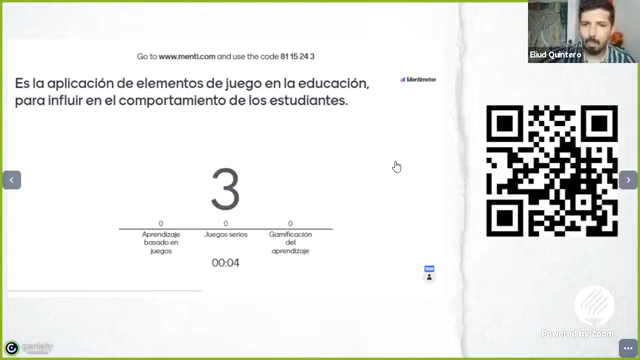 Eliud Quintero
Go to www.menti.com and use the code 81 15 24 3
Mentimeter
Es la aplicación de elementos de juego en la educación,
para influir en el comportamiento de los estudiantes.
3
0
0
0
Aprendizaje
basado en
juegos
Juegos serios
Gamificación
del
aprendizaje
00:04
Powered by Zoom
genially